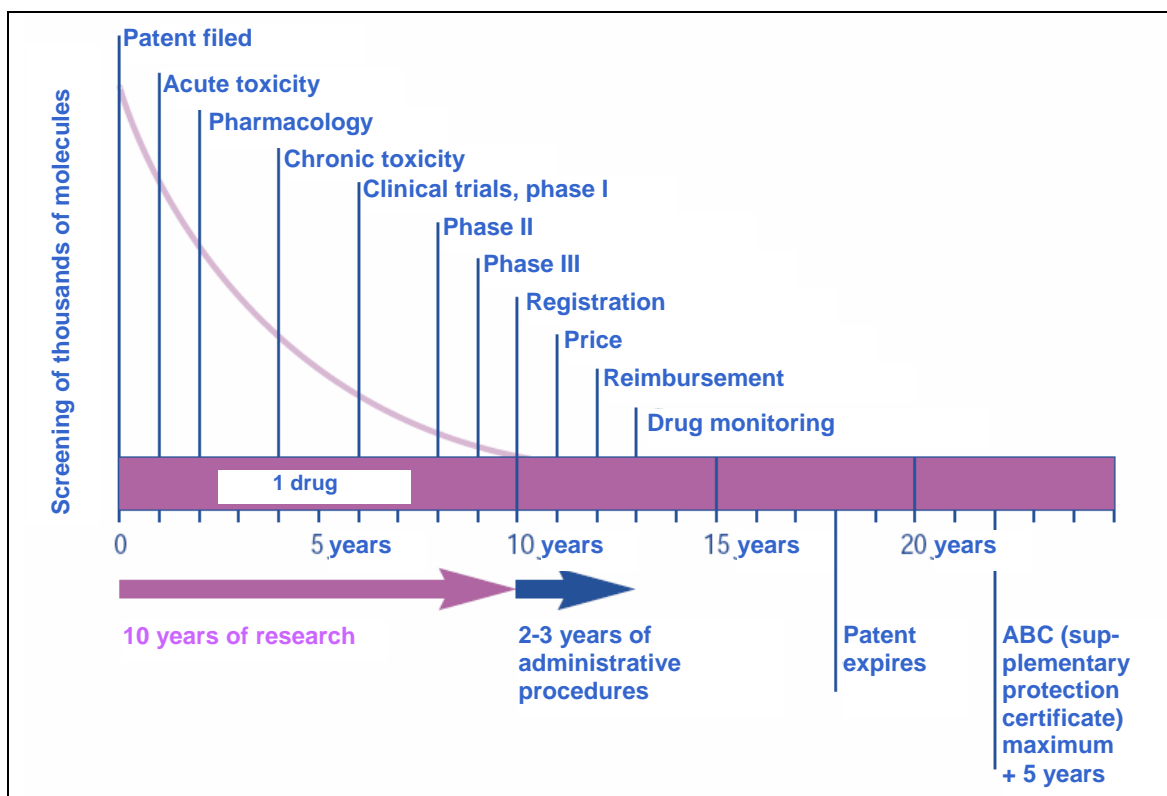 Patent filed
Acute toxicity
Pharmacology
Chronic toxicity
Clinical trials, phase I
Phase II
Phase III
Registration
Price
Reimbursement
Drug monitoring
Screening of thousands of molecules
1 drug
0 5 years 10 years 15 years 20 years
10 years of research
2-3 years of
administrative
procedures
Patent
expires
ABC (sup-
plementary
protection
certificate)
maximum
+ 5 years